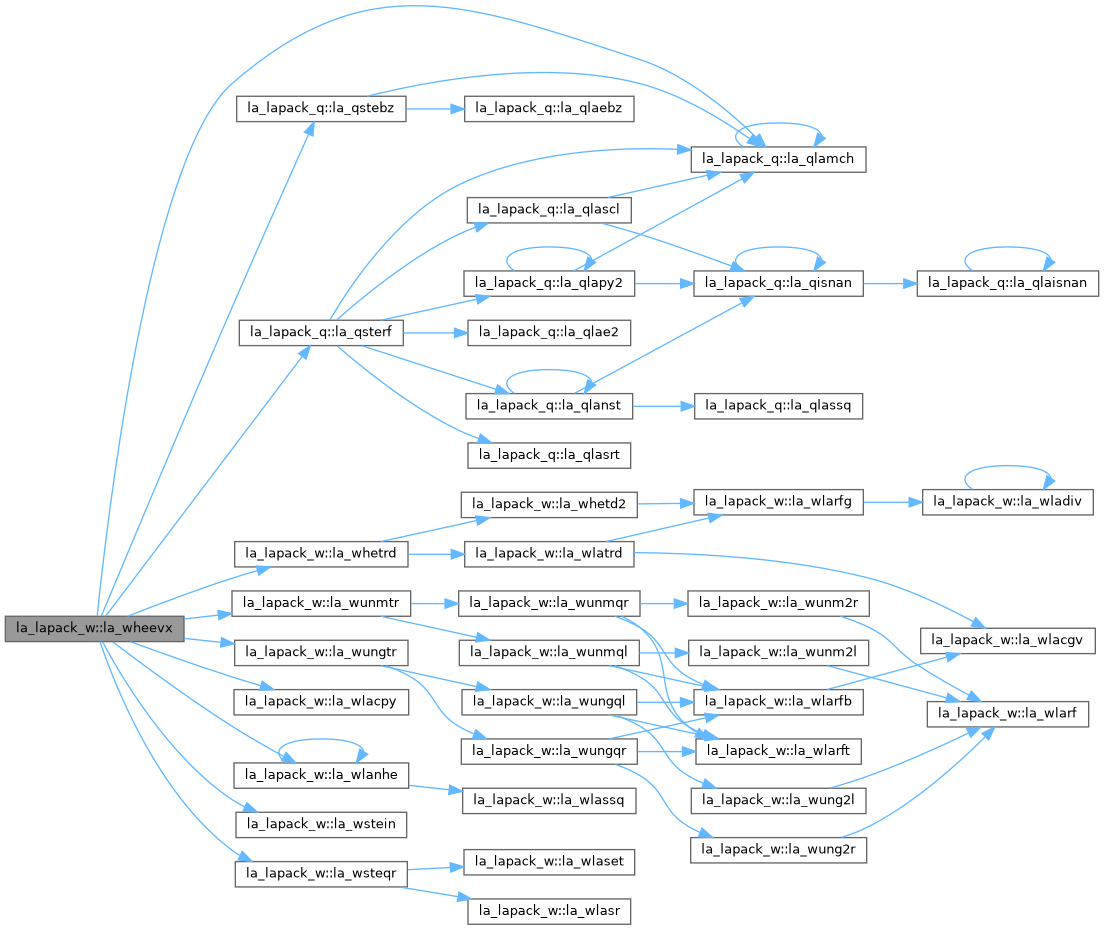 la_lapack_w::la_wheevx
la_lapack_q::la_qstebz
la_lapack_q::la_qlaebz
la_lapack_q::la_qlamch
la_lapack_q::la_qlascl
la_lapack_q::la_qlapy2
la_lapack_q::la_qisnan
la_lapack_q::la_qlaisnan
la_lapack_q::la_qsterf
la_lapack_q::la_qlae2
la_lapack_q::la_qlanst
la_lapack_q::la_qlassq
la_lapack_q::la_qlasrt
la_lapack_w::la_whetd2
la_lapack_w::la_wlarfg
la_lapack_w::la_wladiv
la_lapack_w::la_whetrd
la_lapack_w::la_wlatrd
la_lapack_w::la_wunmtr
la_lapack_w::la_wunmqr
la_lapack_w::la_wunm2r
la_lapack_w::la_wlacgv
la_lapack_w::la_wungtr
la_lapack_w::la_wunmql
la_lapack_w::la_wunm2l
la_lapack_w::la_wlacpy
la_lapack_w::la_wungql
la_lapack_w::la_wlarfb
la_lapack_w::la_wlarf
la_lapack_w::la_wungqr
la_lapack_w::la_wlarft
la_lapack_w::la_wlanhe
la_lapack_w::la_wlassq
la_lapack_w::la_wung2l
la_lapack_w::la_wstein
la_lapack_w::la_wung2r
la_lapack_w::la_wsteqr
la_lapack_w::la_wlaset
la_lapack_w::la_wlasr